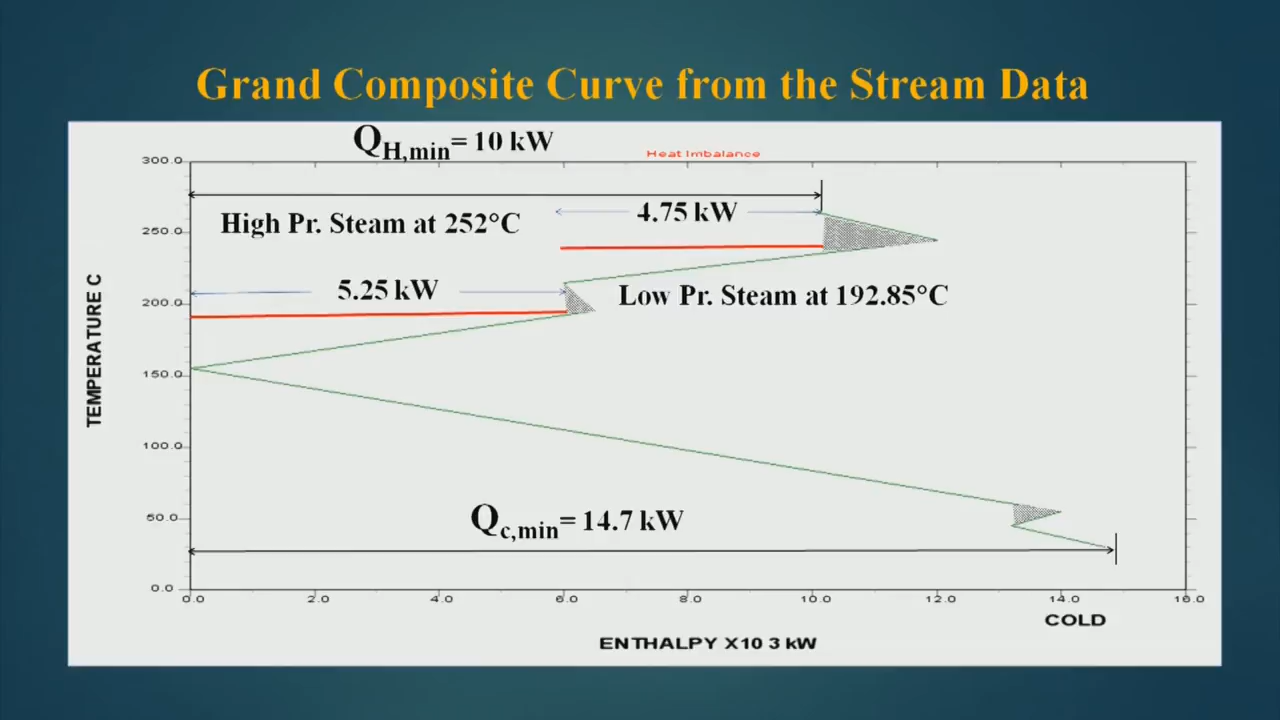 Grand Composite Curve from the Stream Data
QH,min= 10 kW
Heat Imbalance
300.0
High Pr. Steam at 252°C
4.75 kW
250.0
5.25 kW
Low Pr. Steam at 192.85°C
200.0
TEMPERATURE C
150.0
100.0
50.0
Qc,min= 14.7 kW
0.0
0.0 2.0 4.0 6.0 8.0 10.0 12.0 14.0 16.0
COLD
ENTHALPY X10 3 kW